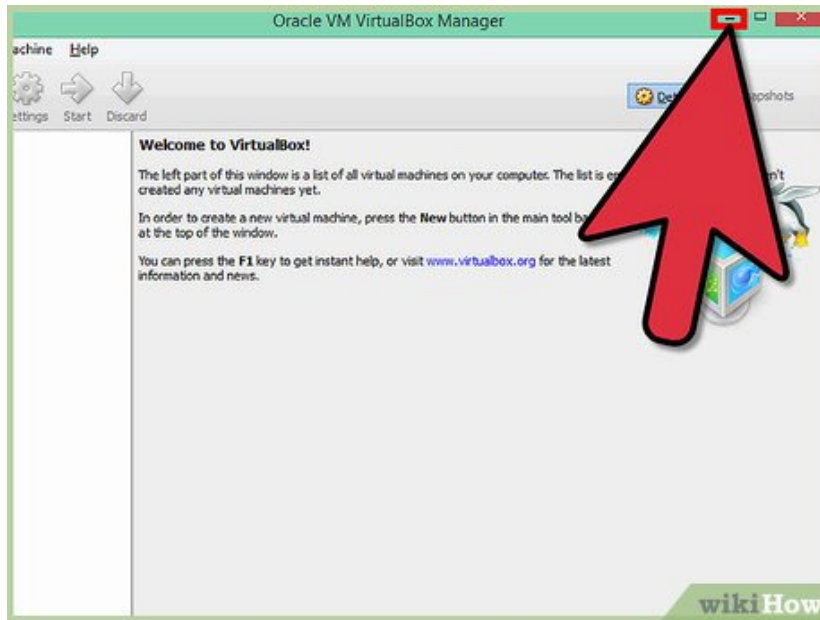 Oracle VM VirtualBox Manager
achine Help
ettings Start Discard
De
apshots
Welcome to VirtualBox!
The left part of this window is a list of all virtual machines on your computer. The list is e n't
created any virtual machines yet.
In order to create a new virtual machine, press the New button in the main tool ba
at the top of the window.
You can press the F1 key to get instant help, or visit www.virtualbox.org for the latest
information and news.
wikiHow